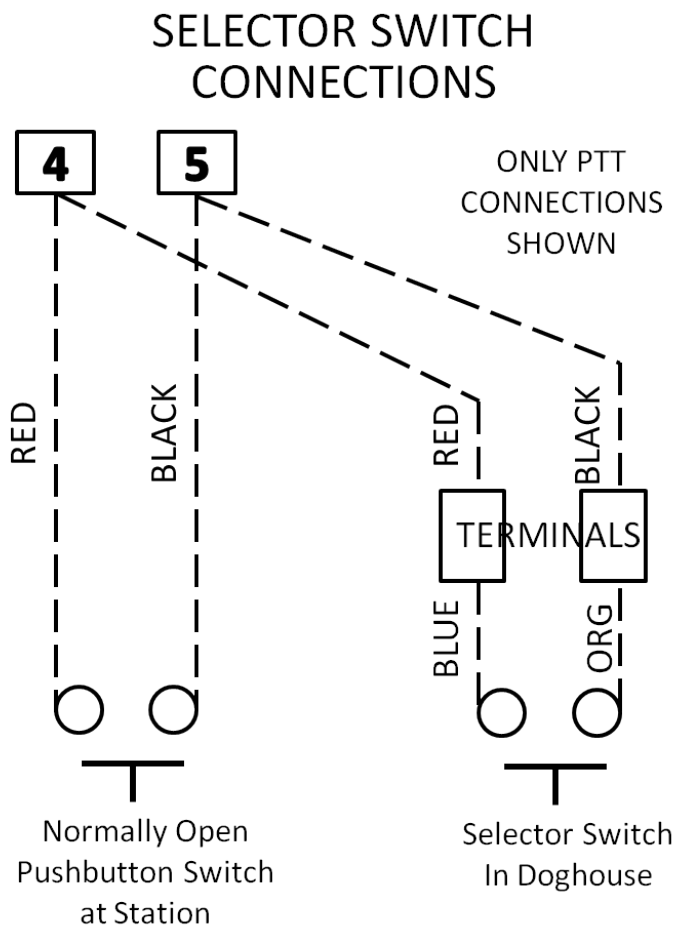 SELECTOR SWITCH
CONNECTIONS
4
5
ONLY PTT
CONNECTIONS
SHOWN
RED
BLACK
RED
BLACK
TERMINALS
BLUE
ORG
Normally Open
Pushbutton Switch
at Station
Selector Switch
In Doghouse